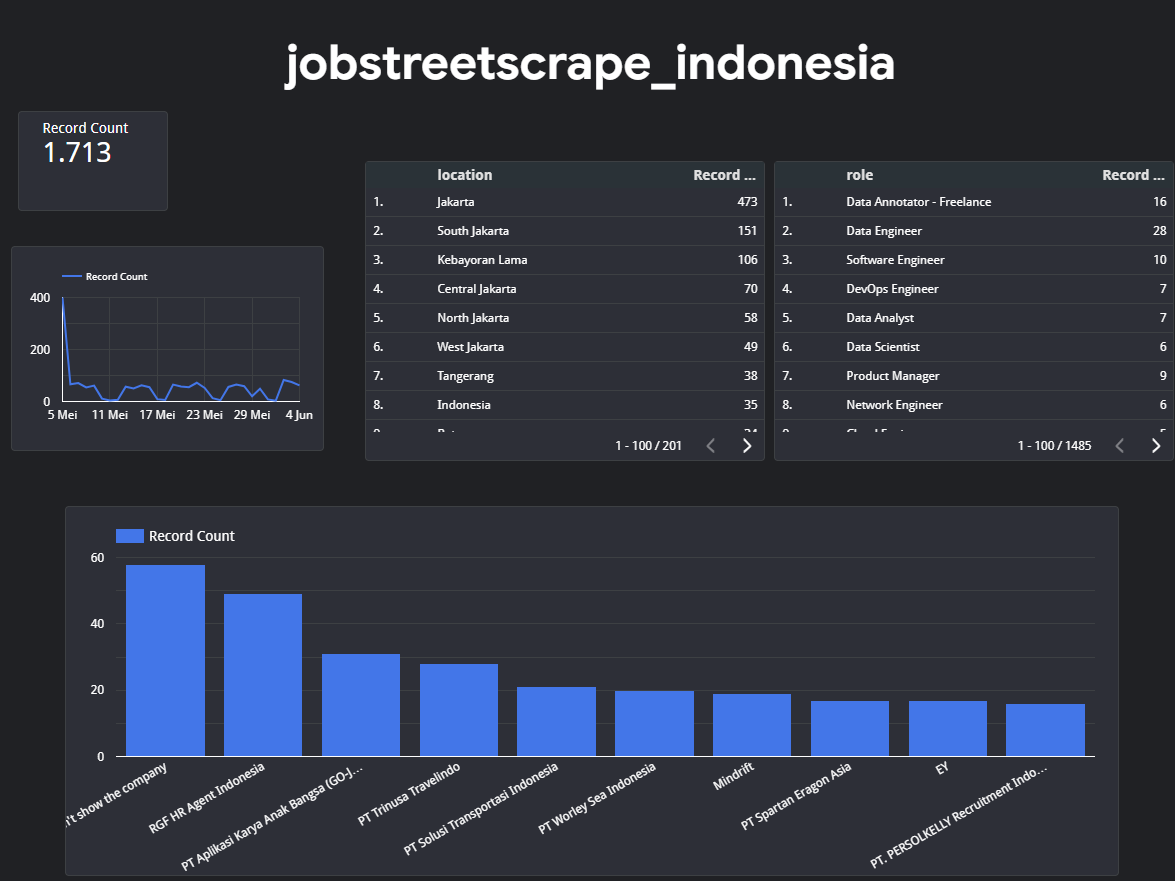 jobstreetscrape_indonesia
Record Count
1.713
Record Count
400
200
0
5 Mei 11 Mei 17 Mei 23 Mei 29 Mei 4 Jun
location Record ...
1. Jakarta 473
2. South Jakarta 151
3. Kebayoran Lama 106
4. Central Jakarta 70
5. North Jakarta 58
6. West Jakarta 49
7. Tangerang 38
8. Indonesia 35
1 - 100 / 201
role Record ...
1. Data Annotator - Freelance 16
2. Data Engineer 28
3. Software Engineer 10
4. DevOps Engineer 7
5. Data Analyst 7
6. Data Scientist 6
7. Product Manager 9
8. Network Engineer 6
1 - 100 / 1485
Record Count
60
40
20
0
't show the company
RGF HR Agent Indonesia
PT Aplikasi Karya Anak Bangsa (GO-J...
PT Trinusa Travelindo
PT Solusi Transportasi Indonesia
PT Worley Sea Indonesia
Mindrift
PT Spartan Eragon Asia
EY
PT. PERSOLKELLY Recruitment Indo...